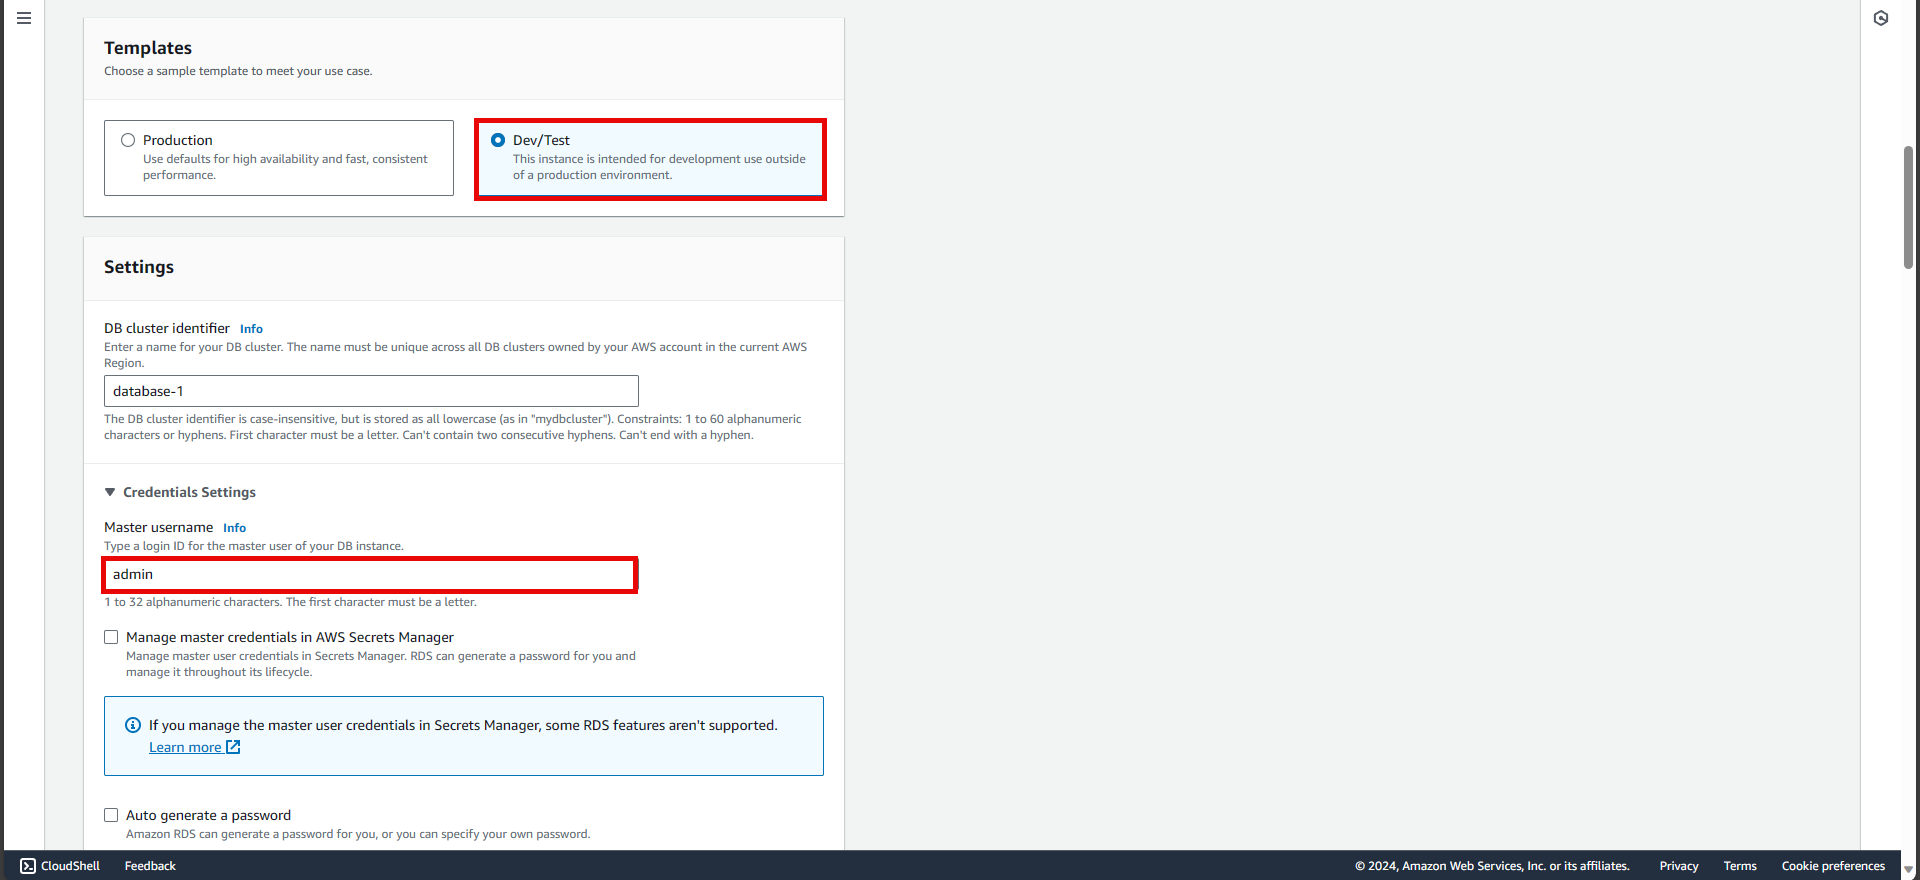 Templates
Choose a sample template to meet your use case.
Production
Use defaults for high availability and fast, consistent
performance.
Dev/Test
This instance is intended for development use outside
of a production environment.
Settings
DB cluster identifier Info
Enter a name for your DB cluster. The name must be unique across all DB clusters owned by your AWS account in the current AWS
Region.
database-1
The DB cluster identifier is case-insensitive, but is stored as all lowercase (as in "mydbcluster"). Constraints: 1 to 60 alphanumeric
characters or hyphens. First character must be a letter. Can't contain two consecutive hyphens. Can't end with a hyphen.
Credentials Settings
Master username Info
Type a login ID for the master user of your DB instance.
admin
1 to 32 alphanumeric characters. The first character must be a letter.
Manage master credentials in AWS Secrets Manager
Manage master user credentials in Secrets Manager. RDS can generate a password for you and
manage it throughout its lifecycle.
If you manage the master user credentials in Secrets Manager, some RDS features aren't supported.
Learn more
Auto generate a password
Amazon RDS can generate a password for you, or you can specify your own password.
CloudShell Feedback © 2024, Amazon Web Services, Inc. or its affiliates. Privacy Terms Cookie preferences